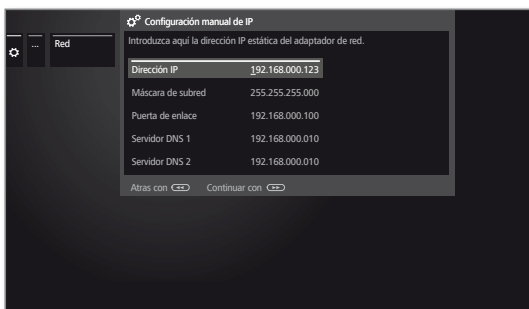 Configuración manual de IP
... Red
Introduzca aquí la dirección IP estática del adaptador de red.
Dirección IP 192.168.000.123
Máscara de subred 255.255.255.000
Puerta de enlace 192.168.000.100
Servidor DNS 1 192.168.000.010
Servidor DNS 2 192.168.000.010
Atras con Continuar con